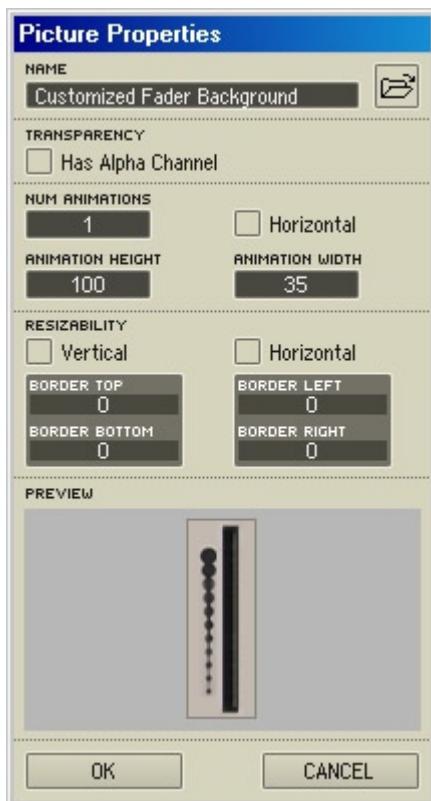 Picture Properties
NAME
Customized Fader Background
TRANSPARENCY
Has Alpha Channel
NUM ANIMATIONS
1
Horizontal
ANIMATION HEIGHT
ANIMATION WIDTH
100
35
RESIZABILITY
Vertical
Horizontal
BORDER TOP
BORDER LEFT
0
0
BORDER BOTTOM
BORDER RIGHT
0
0
PREVIEW
OK
CANCEL